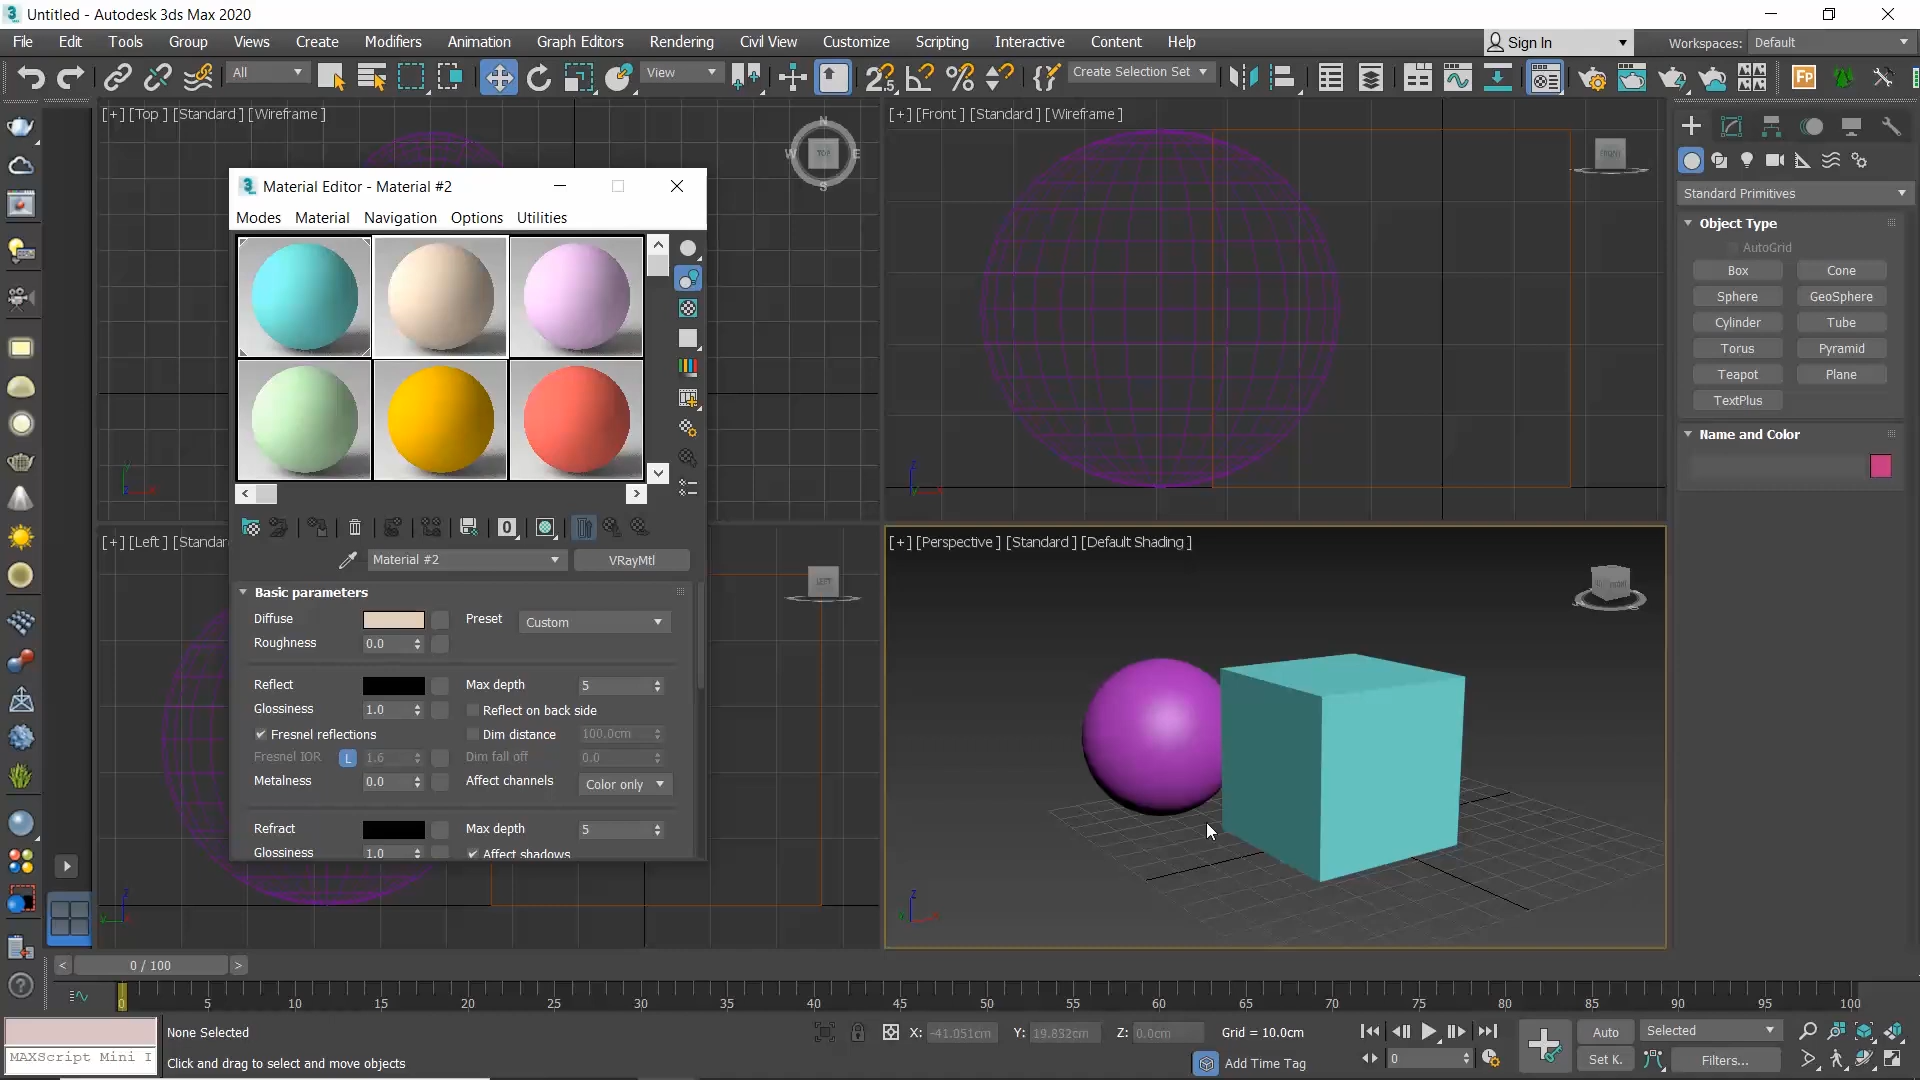 Untitled - Autodesk 3ds Max 2020
File Edit Tools Group Views Create Modifiers Animation Graph Editors Rendering Civil View Customize Scripting Interactive Content Help Sign In Workspaces: Default
All View Create Selection Set
[+] [Top ] [Standard ] [Wireframe ]
N
W TOP E
S
[+] [Front ] [Standard ] [Wireframe ]
FRONT
Standard Primitives
Object Type
AutoGrid
Box Cone
Sphere GeoSphere
Cylinder Tube
Torus Pyramid
Teapot Plane
TextPlus
Name and Color
Material Editor - Material #2
Modes Material Navigation Options Utilities
0
Material #2 VRayMtl
Basic parameters
Diffuse Preset Custom
Roughness 0.0
Reflect Max depth 5
Glossiness 1.0 Reflect on back side
Fresnel reflections Dim distance 100.0cm
Fresnel IOR L 1.6 Dim fall off 0.0
Metalness 0.0 Affect channels Color only
Refract Max depth 5
Glossiness 1.0 Affect shadows
[+] [Left ] [Standar
LEFT
[+] [Perspective ] [Standard ] [Default Shading ]
< 0 / 100 >
0 5 10 15 20 25 30 35 40 45 50 55 60 65 70 75 80 85 90 95 100
None Selected X: -41.051cm Y: 19.832cm Z: 0.0cm Grid = 10.0cm Auto Selected
MAXScript Mini I Click and drag to select and move objects Add Time Tag 0 Set K. Filters...